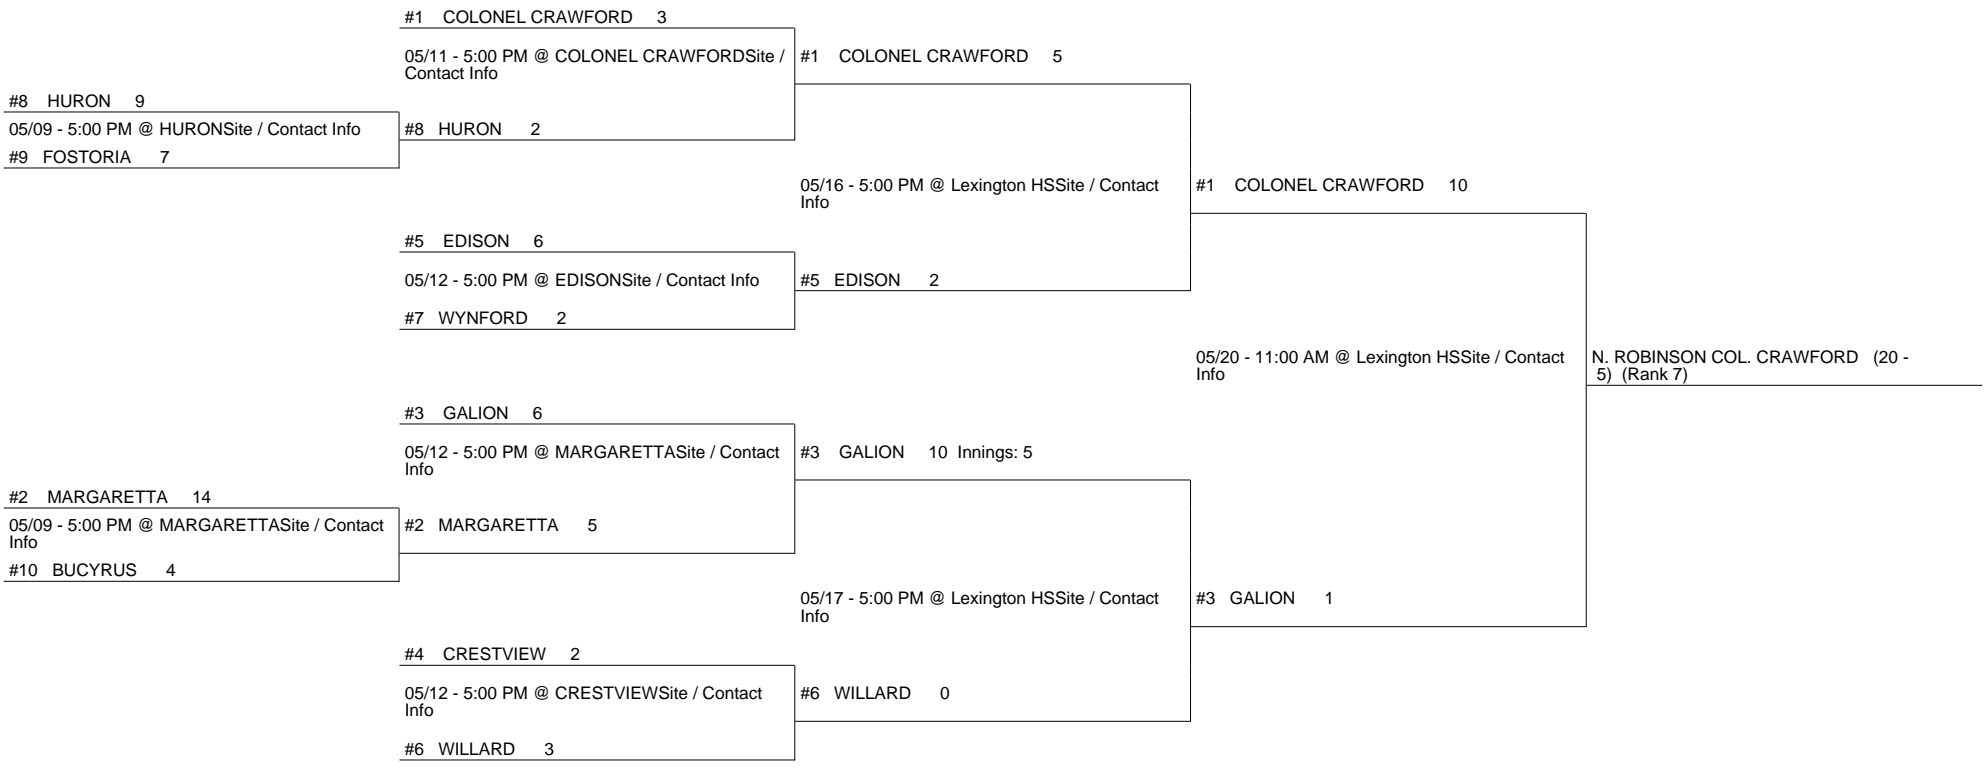 #1 COLONEL CRAWFORD 3
05/11 - 5:00 PM @ COLONEL CRAWFORDSite /
Contact Info
#1 COLONEL CRAWFORD 5
#8 HURON 9
05/09 - 5:00 PM @ HURONSite / Contact Info
#9 FOSTORIA 7
#8 HURON 2
05/16 - 5:00 PM @ Lexington HSSite / Contact
Info
#1 COLONEL CRAWFORD 10
#5 EDISON 6
05/12 - 5:00 PM @ EDISONSite / Contact Info
#7 WYNFORD 2
#5 EDISON 2
05/20 - 11:00 AM @ Lexington HSSite / Contact
Info
N. ROBINSON COL. CRAWFORD (20 -
5) (Rank 7)
#3 GALION 6
05/12 - 5:00 PM @ MARGARETTASite / Contact
Info
#3 GALION 10 Innings: 5
#2 MARGARETTA 14
05/09 - 5:00 PM @ MARGARETTASite / Contact
Info
#10 BUCYRUS 4
#2 MARGARETTA 5
05/17 - 5:00 PM @ Lexington HSSite / Contact
Info
#3 GALION 1
#4 CRESTVIEW 2
05/12 - 5:00 PM @ CRESTVIEWSite / Contact
Info
#6 WILLARD 3
#6 WILLARD 0